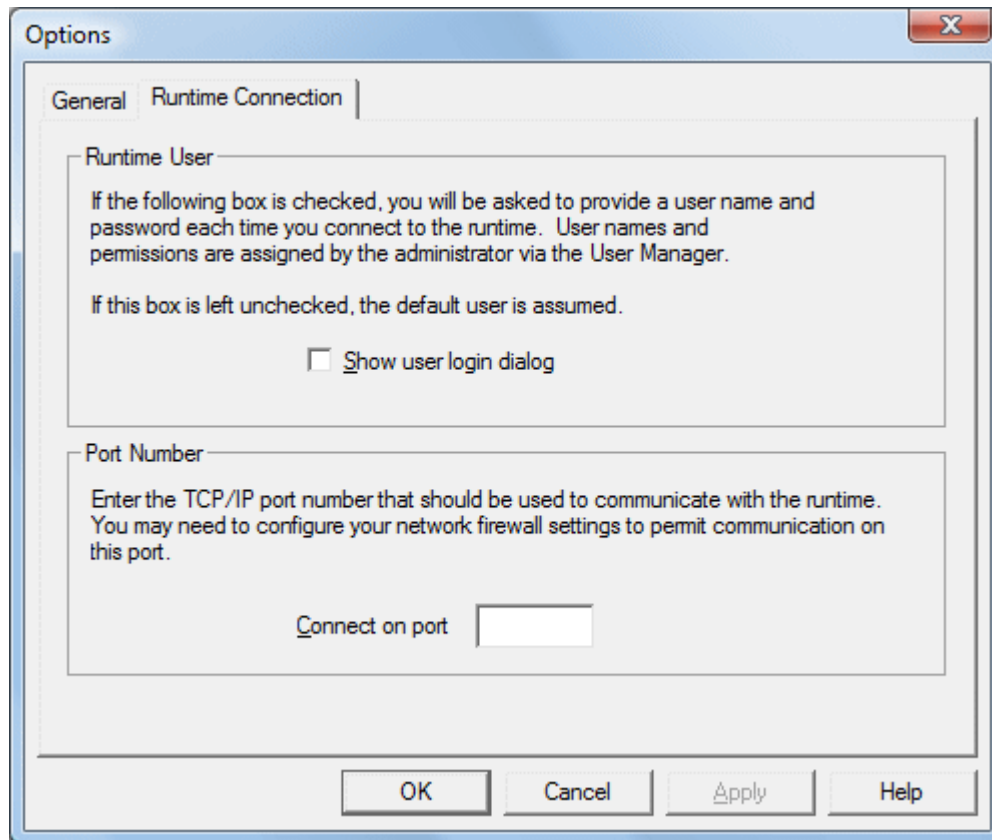 Options
General
Runtime Connection
Runtime User
If the following box is checked, you will be asked to provide a user name and
password each time you connect to the runtime.  User names and
permissions are assigned by the administrator via the User Manager.
If this box is left unchecked, the default user is assumed.
Show user login dialog
Port Number
Enter the TCP/IP port number that should be used to communicate with the runtime.
You may need to configure your network firewall settings to permit communication on
this port.
Connect on port
OK
Cancel
Apply
Help